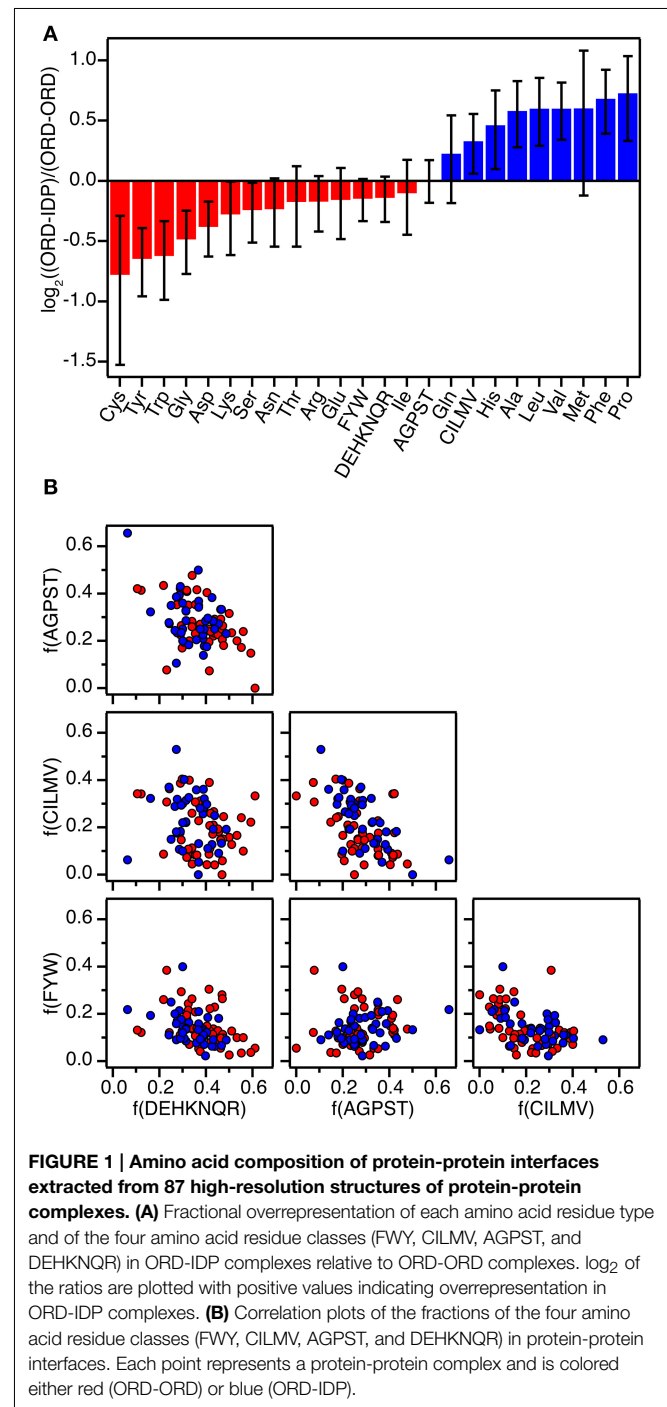 A
log2((ORD-IDP)/(ORD-ORD)
1.0
0.5
0.0
-0.5
-1.0
-1.5
Cys Tyr Trp Gly Asp Lys Ser Asn Thr Arg Glu FYW DEHKNQR Ile AGPST Gln CILMV His Ala Leu Val Met Phe Pro
B
f(AGPST)
0.6
0.4
0.2
0.0
f(CILMV)
0.6
0.4
0.2
0.0
f(FYW)
0.6
0.4
0.2
0.0
0.0 0.2 0.4 0.6 0.0 0.2 0.4 0.6 0.0 0.2 0.4 0.6
f(DEHKNQR) f(AGPST) f(CILMV)
FIGURE 1 | Amino acid composition of protein-protein interfaces
extracted from 87 high-resolution structures of protein-protein
complexes. (A) Fractional overrepresentation of each amino acid residue type
and of the four amino acid residue classes (FWY, CILMV, AGPST, and
DEHKNQR) in ORD-IDP complexes relative to ORD-ORD complexes. log2 of
the ratios are plotted with positive values indicating overrepresentation in
ORD-IDP complexes. (B) Correlation plots of the fractions of the four amino
acid residue classes (FWY, CILMV, AGPST, and DEHKNQR) in protein-protein
interfaces. Each point represents a protein-protein complex and is colored
either red (ORD-ORD) or blue (ORD-IDP).